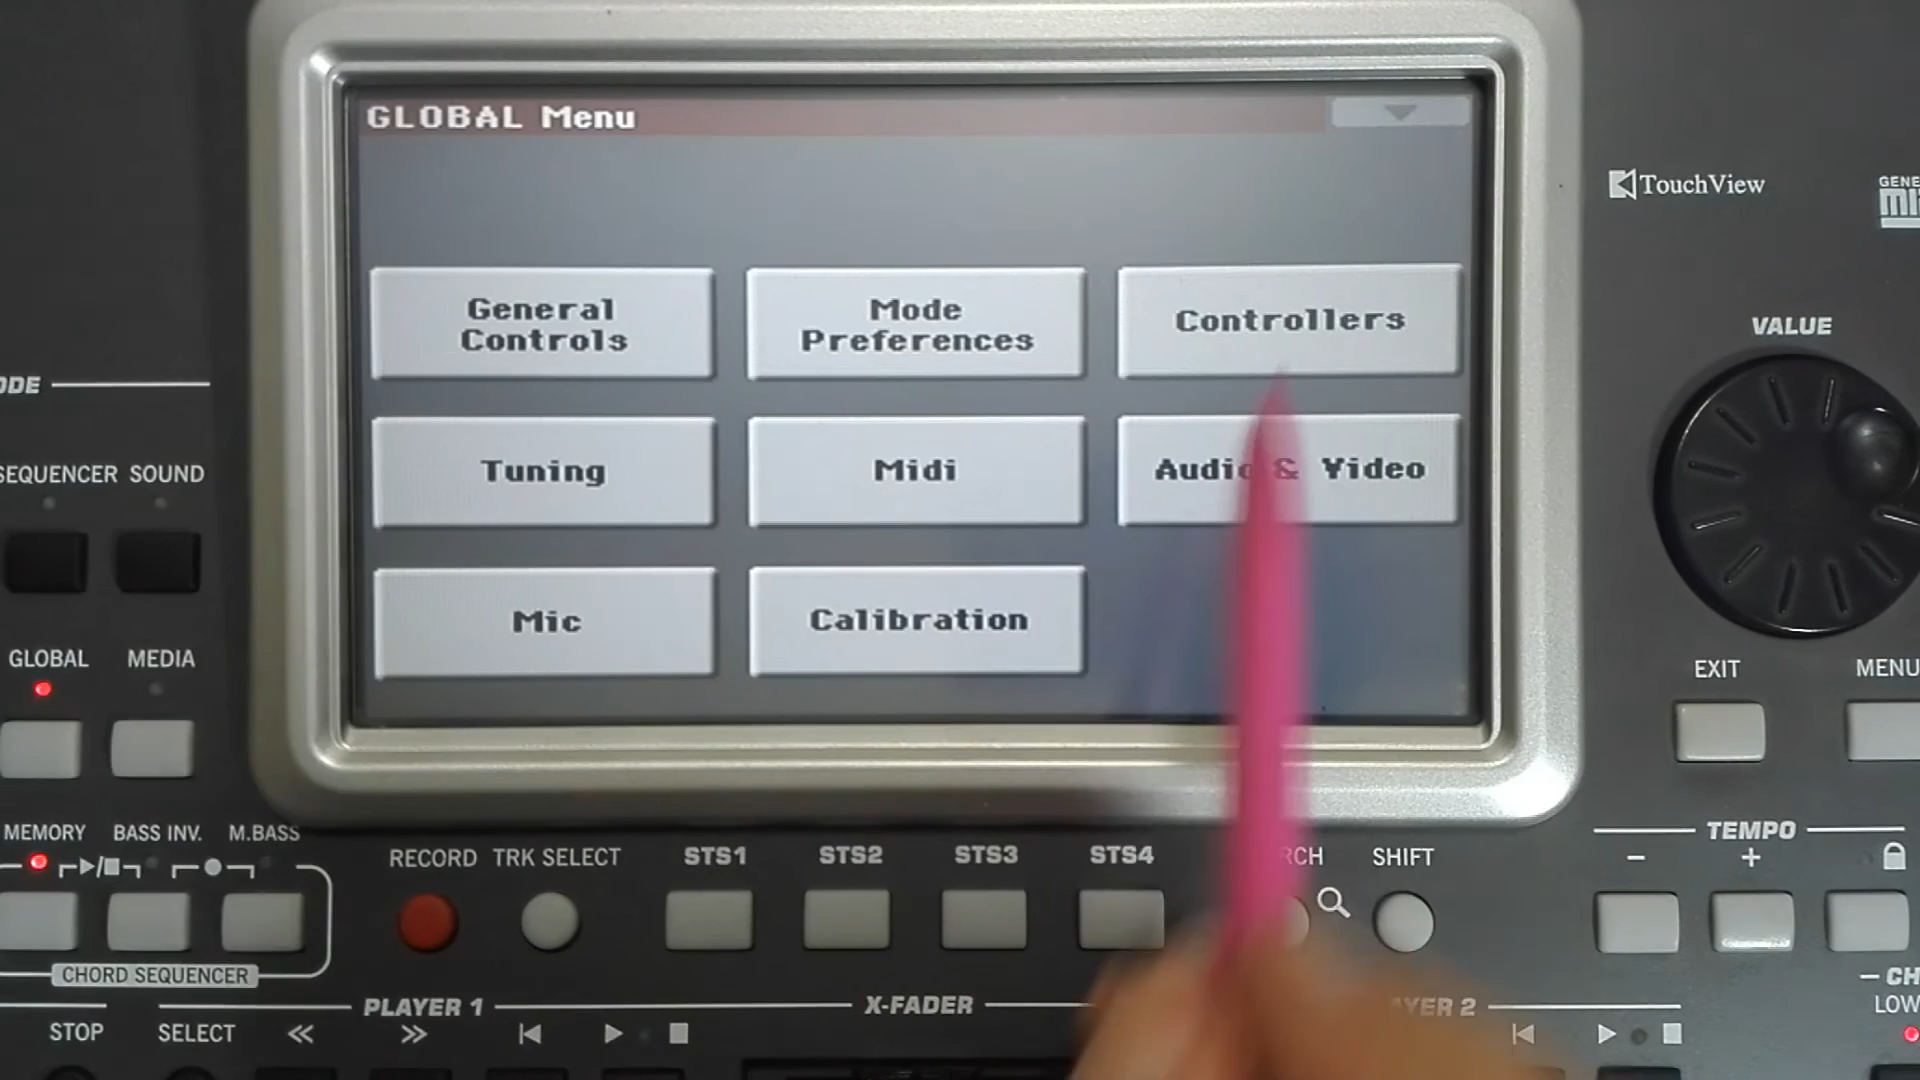 GLOBAL Menu
TouchView
General
Controls
Mode
Preferences
Controllers
VALUE
Tuning
Midi
Audio & Video
SEQUENCER SOUND
Mic
Calibration
GLOBAL MEDIA
EXIT MENU
MEMORY BASS INV. M.BASS
RECORD TRK SELECT STS1 STS2 STS3 STS4 SHIFT
TEMPO
- +
CHORD SEQUENCER
PLAYER 1 X-FADER
STOP SELECT
LOW